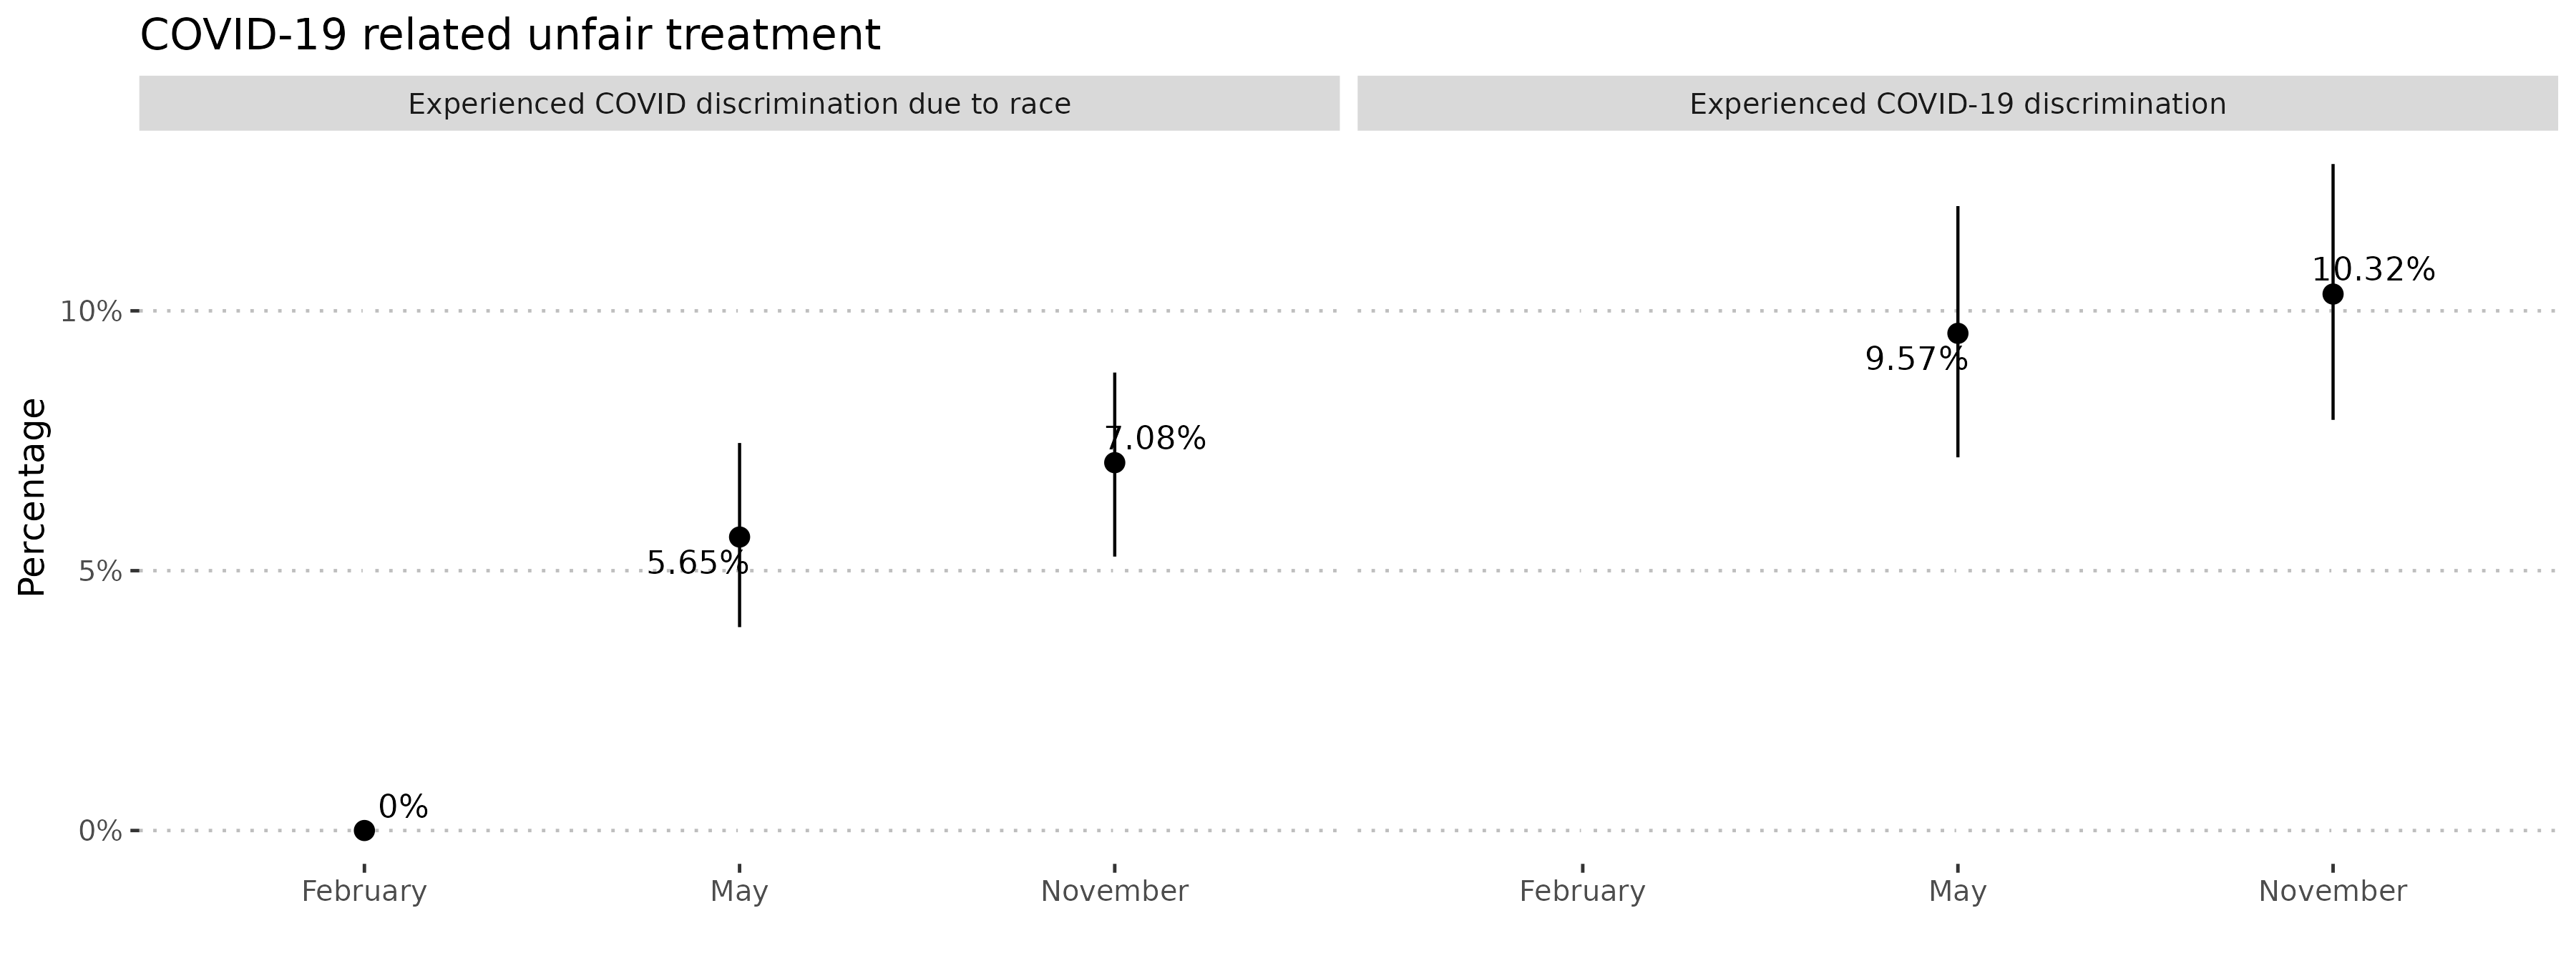 COVID-19 related unfair treatment
Experienced COVID discrimination due to race
Experienced COVID-19 discrimination
Percentage
10%
5%
0%
0%
5.65%
7.08%
9.57%
10.32%
February
May
November
February
May
November